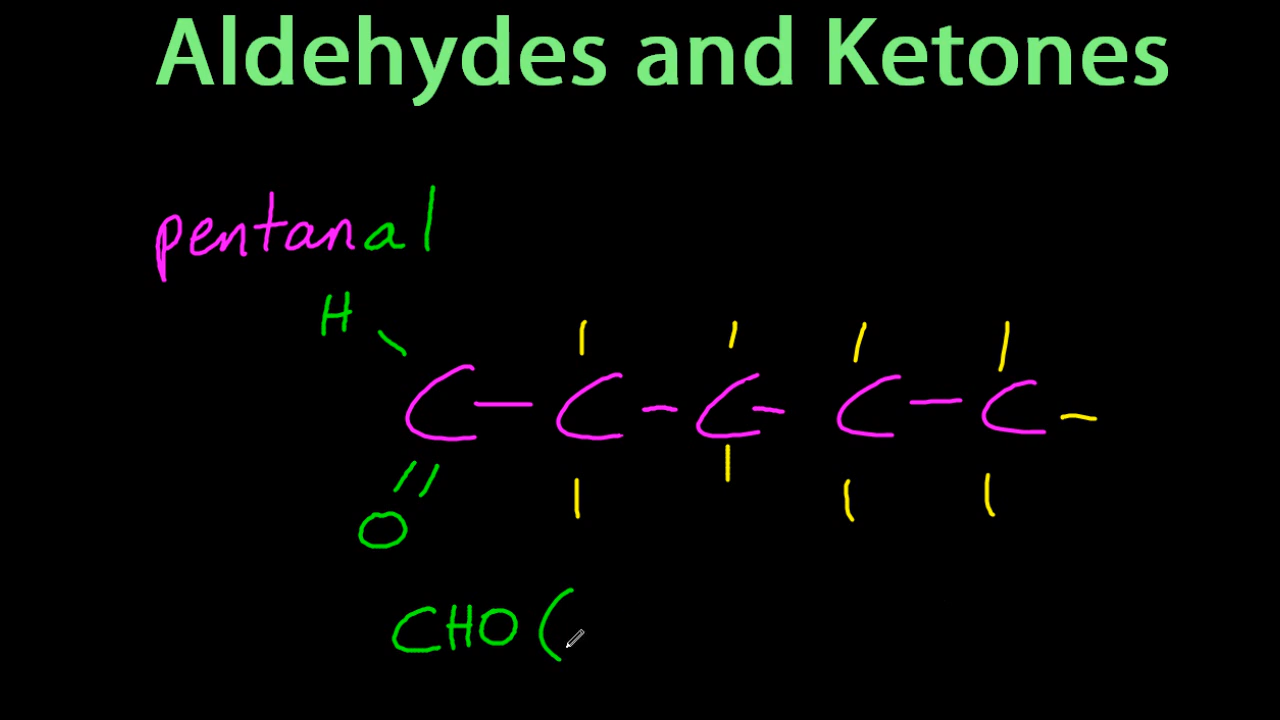 Aldehydes and Ketones
pentanal
H
C – C – C – C – C –
O
CHO (